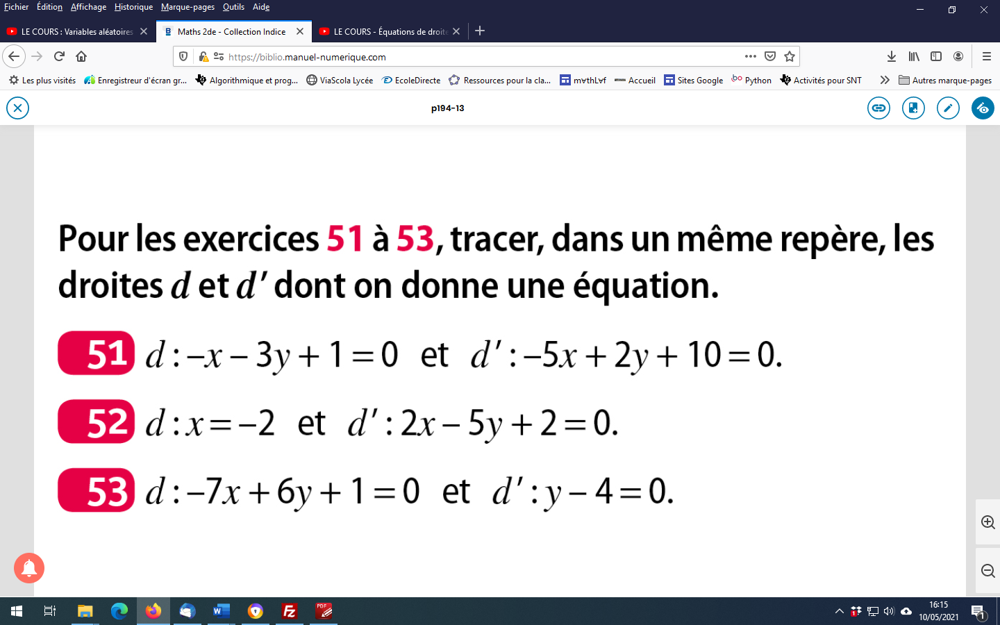 Fichier Édition Affichage Historique Marque-pages Outils Aide
LE COURS : Variables aléatoires
Maths 2de - Collection Indice
LE COURS - Équations de droite
https://biblio.manuel-numerique.com
Les plus visités Enregistreur d'écran gr... Algorithmique et prog... ViaScola Lycée EcoleDirecte Ressources pour la cla... m∀thL∀f Accueil Sites Google Python Activités pour SNT Autres marque-pages
p194-13
Pour les exercices 51 à 53, tracer, dans un même repère, les
droites d et d′ dont on donne une équation.
51 d : –x – 3y + 1 = 0 et d′ : –5x + 2y + 10 = 0.
52 d : x = –2 et d′ : 2x – 5y + 2 = 0.
53 d : –7x + 6y + 1 = 0 et d′ : y – 4 = 0.
16:15
10/05/2021